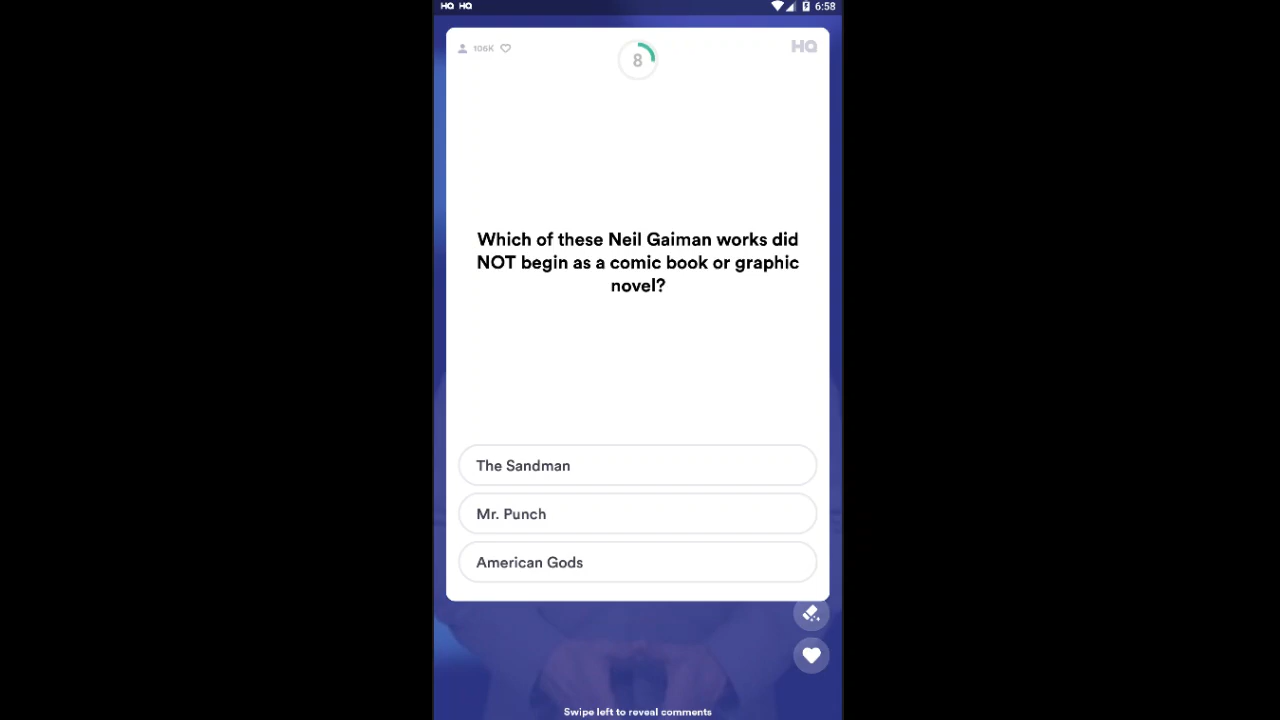 HQ HQ 6:58
106K 8 HQ
Which of these Neil Gaiman works did
NOT begin as a comic book or graphic
novel?
The Sandman
Mr. Punch
American Gods
Swipe left to reveal comments